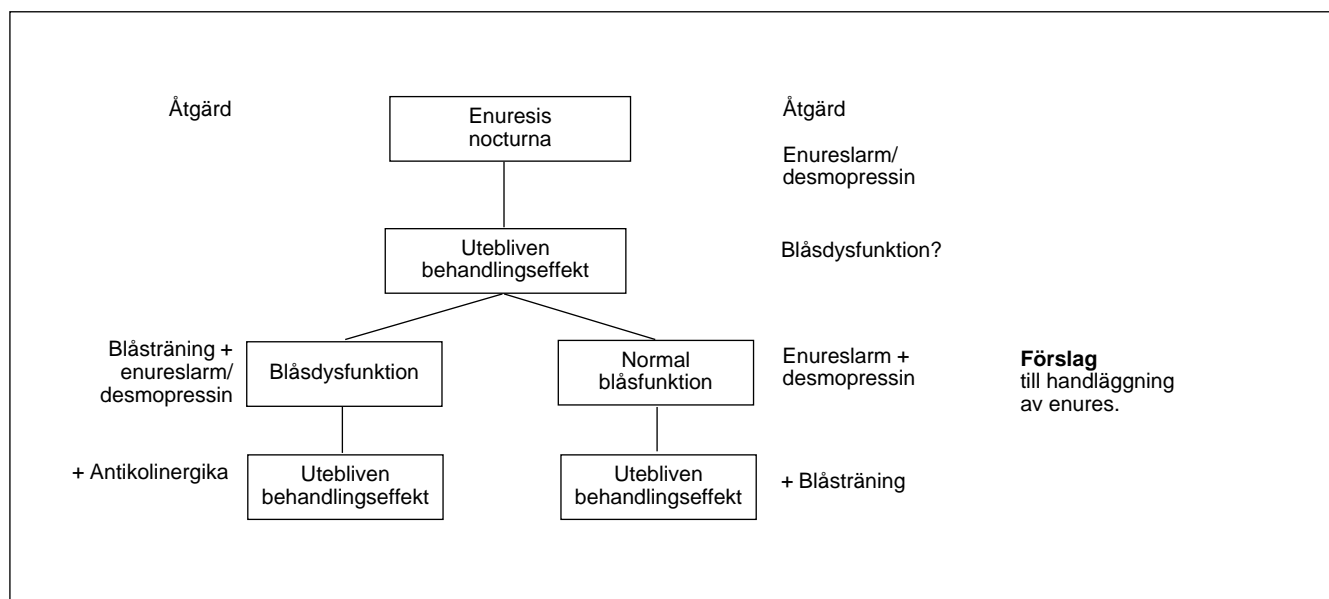 Åtgärd
Enuresis
nocturna
Åtgärd
Enureslarm/
desmopressin
Utebliven
behandlingseffekt
Blåsdysfunktion?
Blåsträning +
enureslarm/
desmopressin
Blåsdysfunktion
Normal
blåsfunktion
Enureslarm +
desmopressin
Förslag
till handläggning
av enures.
+ Antikolinergika
Utebliven
behandlingseffekt
Utebliven
behandlingseffekt
+ Blåsträning